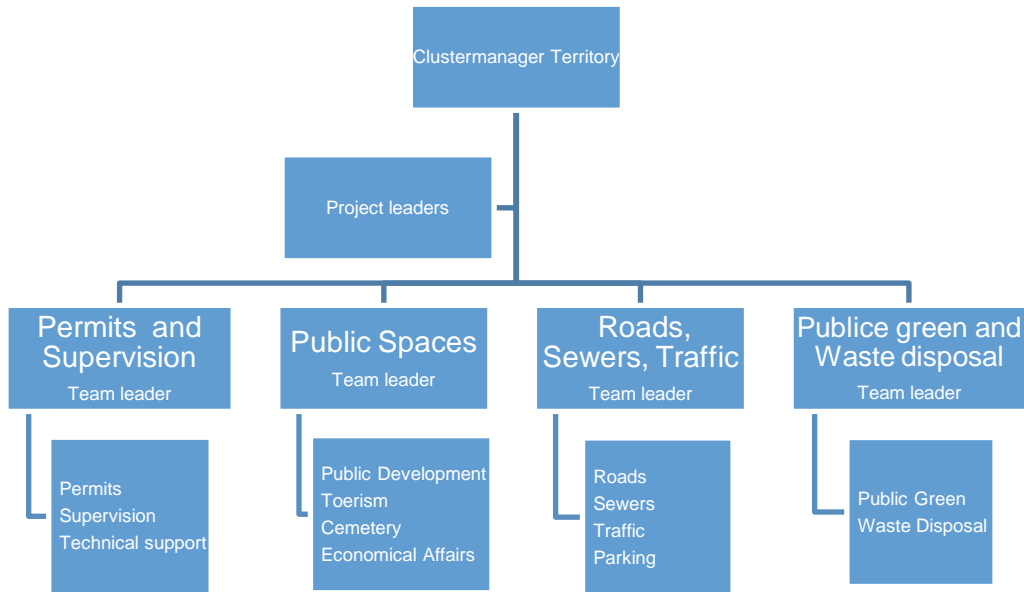 Clustermanager Territory
Project leaders
Permits and
Supervision
Team leader
Public Spaces
Team leader
Roads,
Sewers, Traffic
Team leader
Publice green and
Waste disposal
Team leader
Permits
Supervision
Technical support
Public Development
Toerism
Cemetery
Economical Affairs
Roads
Sewers
Traffic
Parking
Public Green
Waste Disposal